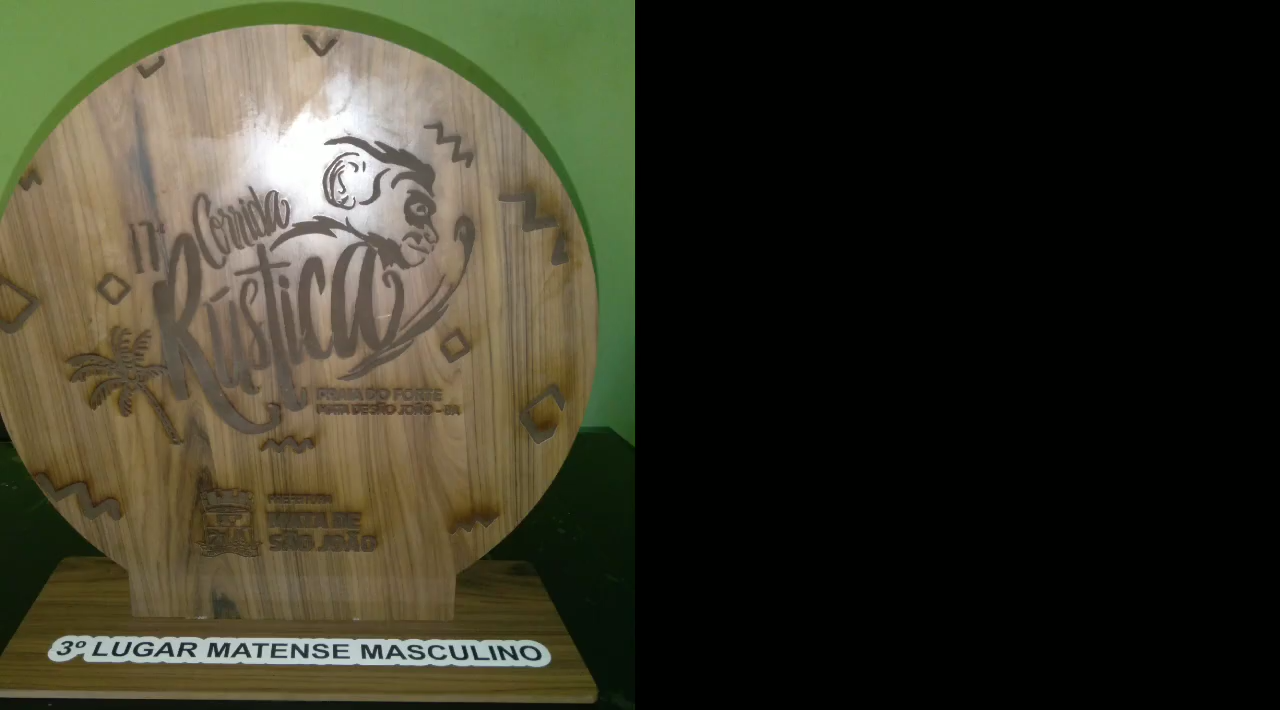 17ª Corrida
Rústica
PRAIA DO FORTE
MATA DE SÃO JOÃO - BA
PREFEITURA
MATA DE
SÃO JOÃO
3º LUGAR MATENSE MASCULINO